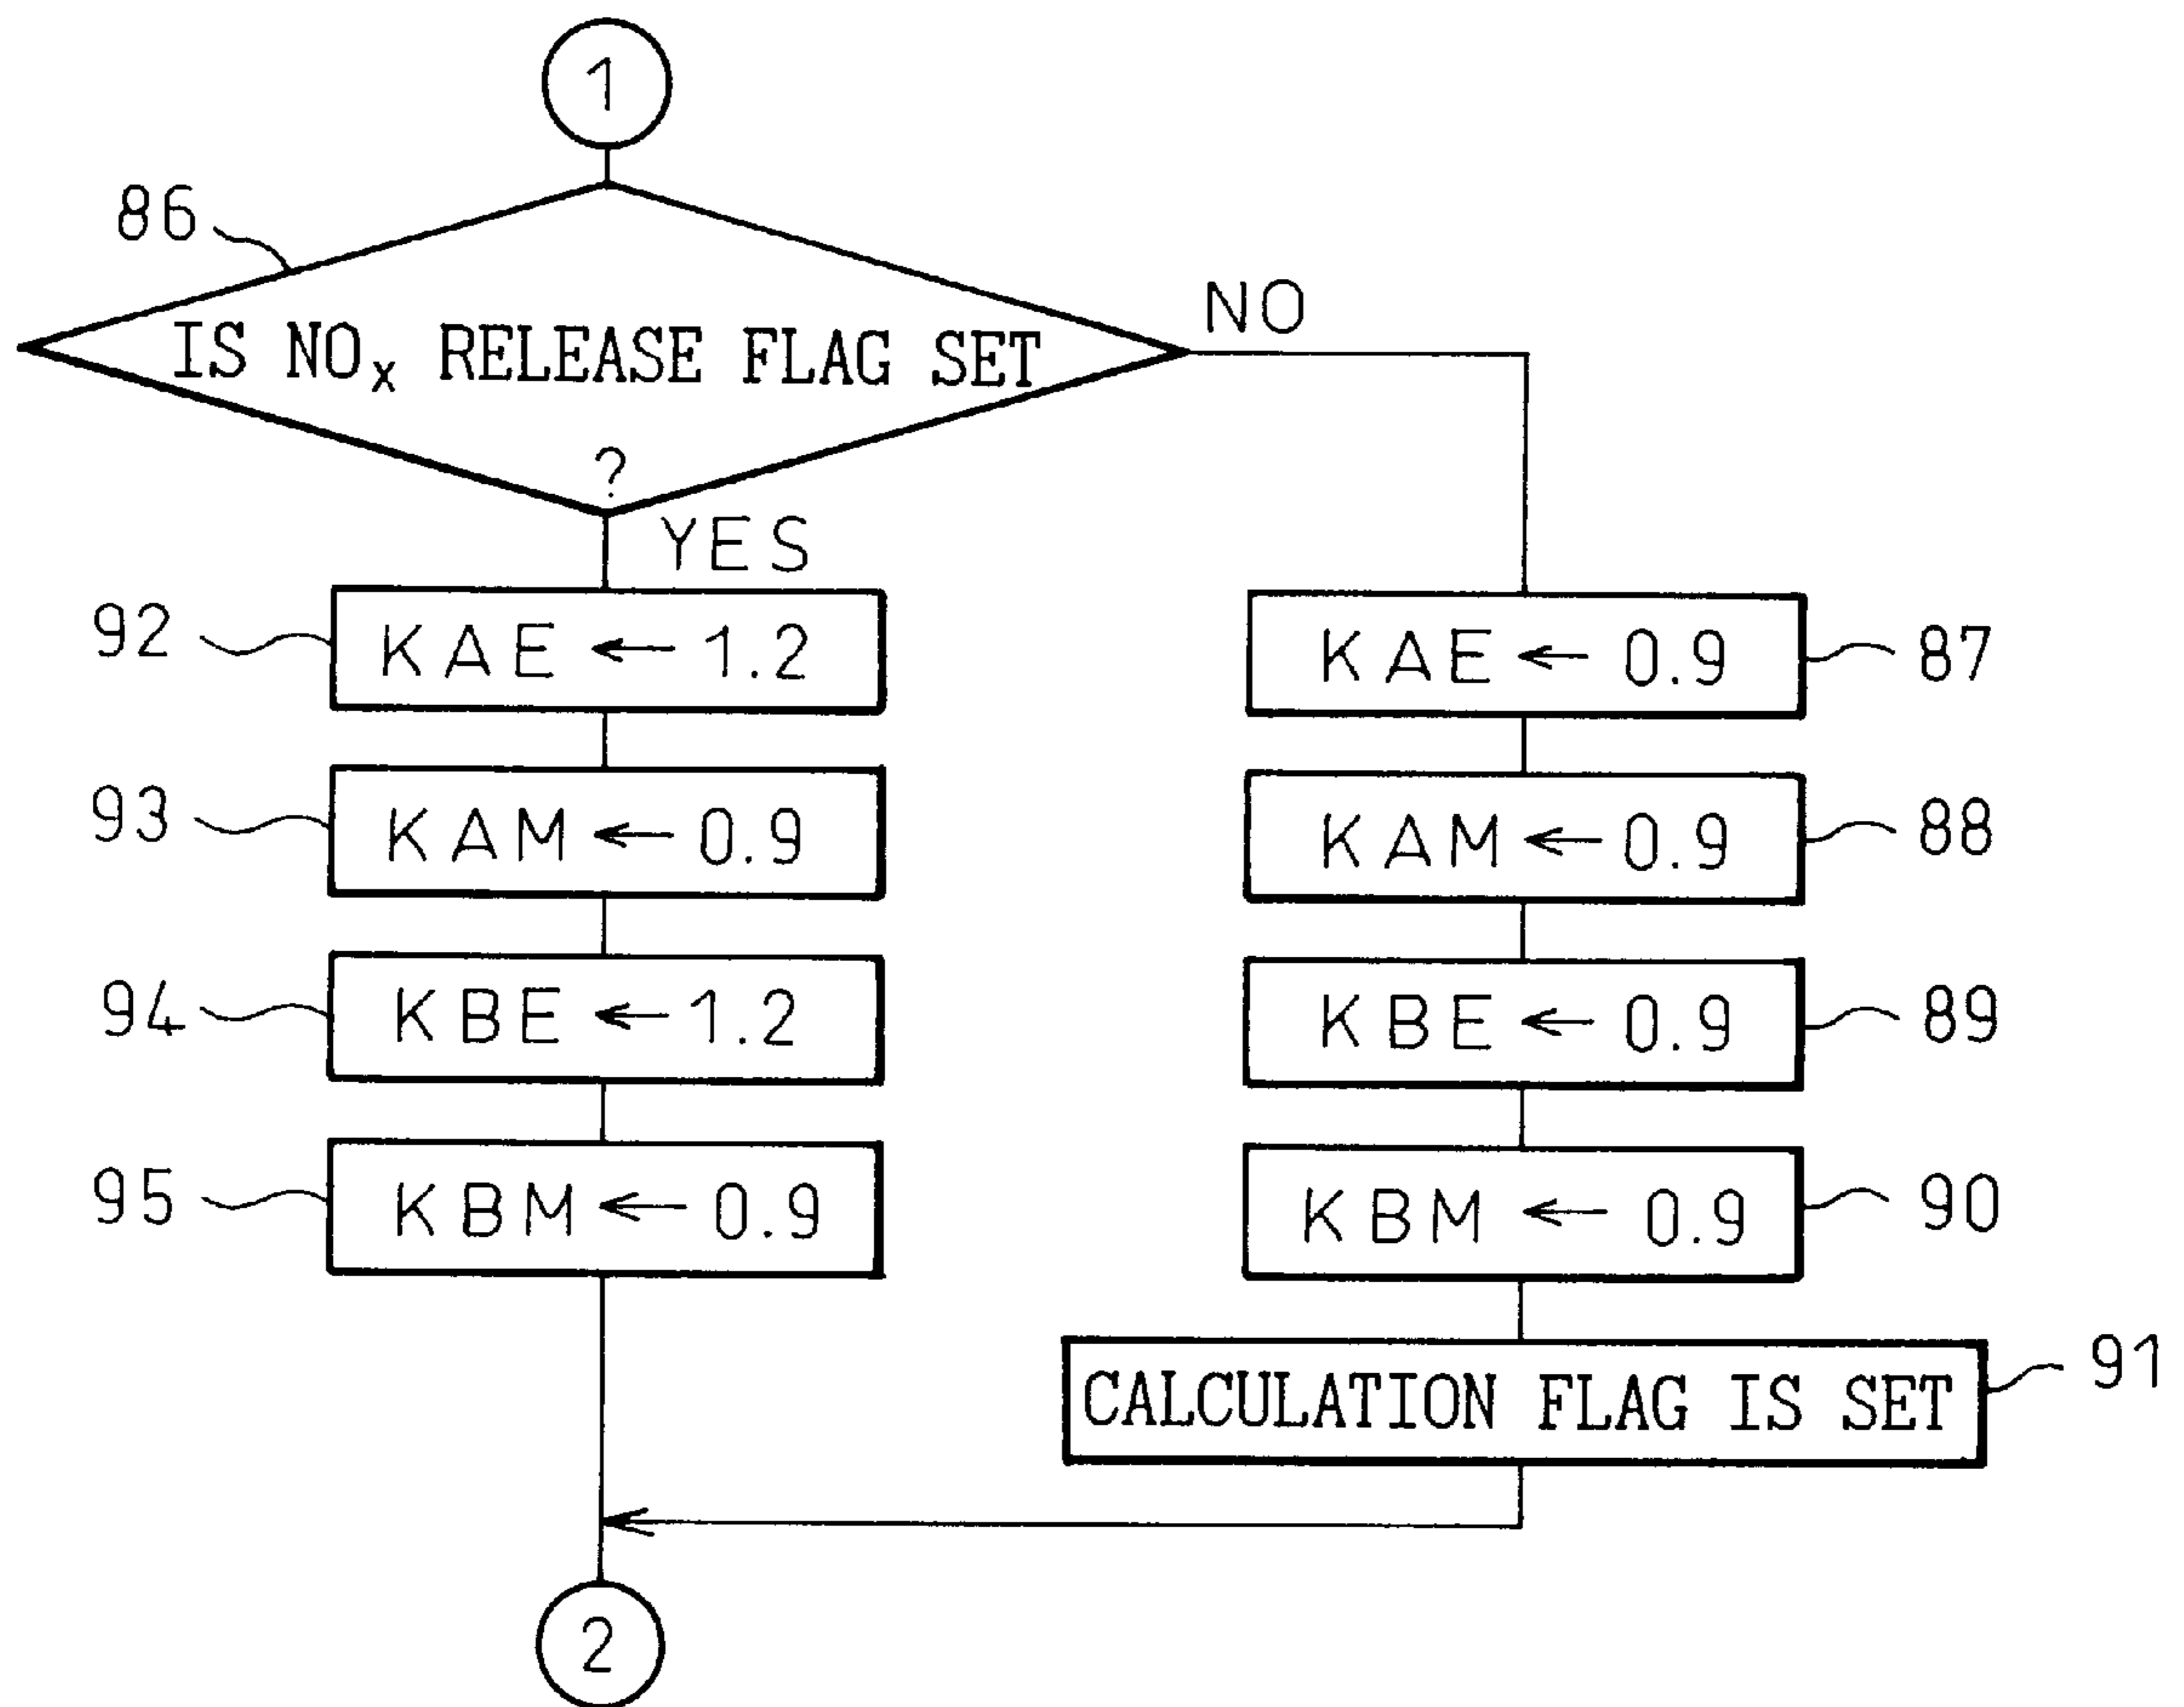 1
86
IS NOx RELEASE FLAG SET
?
NO
YES
92
KAE ← 1.2
93
KAM ← 0.9
94
KBE ← 1.2
95
KBM ← 0.9
KAE ← 0.9
87
KAM ← 0.9
88
KBE ← 0.9
89
KBM ← 0.9
90
CALCULATION FLAG IS SET
91
2